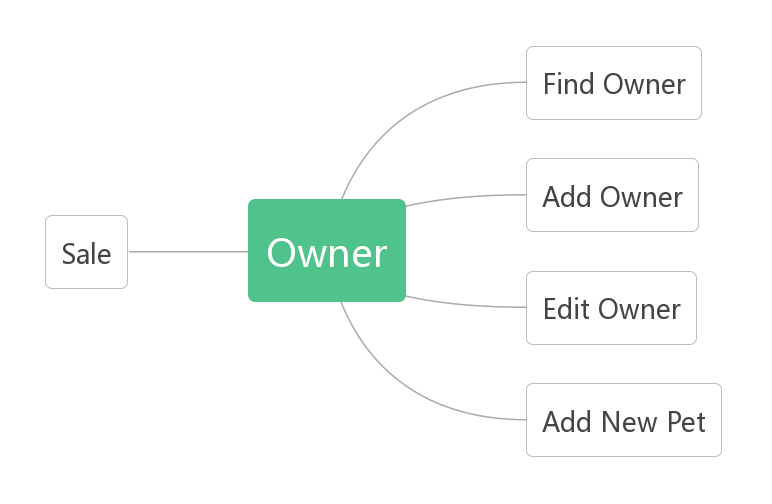 Find Owner
Add Owner
Sale
Owner
Edit Owner
Add New Pet